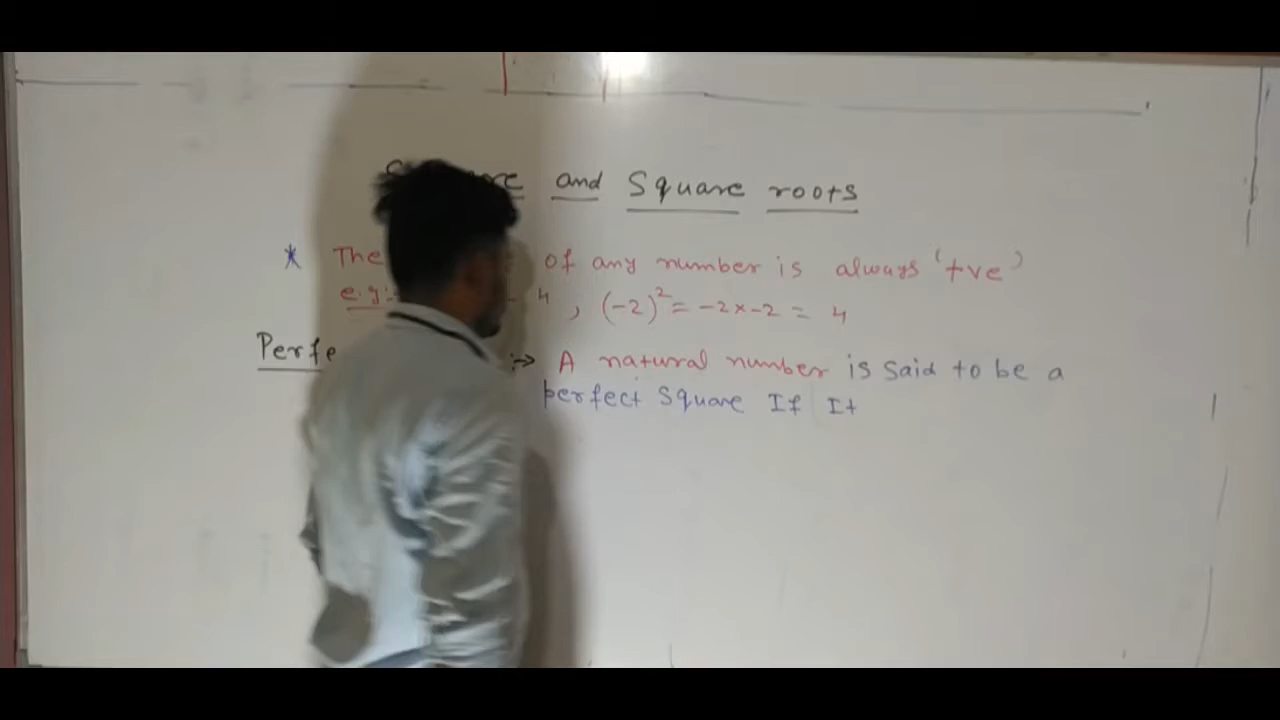 and Square roots
* The of any number is always '+ve'
e.g:- 4 , (-2)² = -2×-2 = 4
:→ A natural number is said to be a
perfect square If It